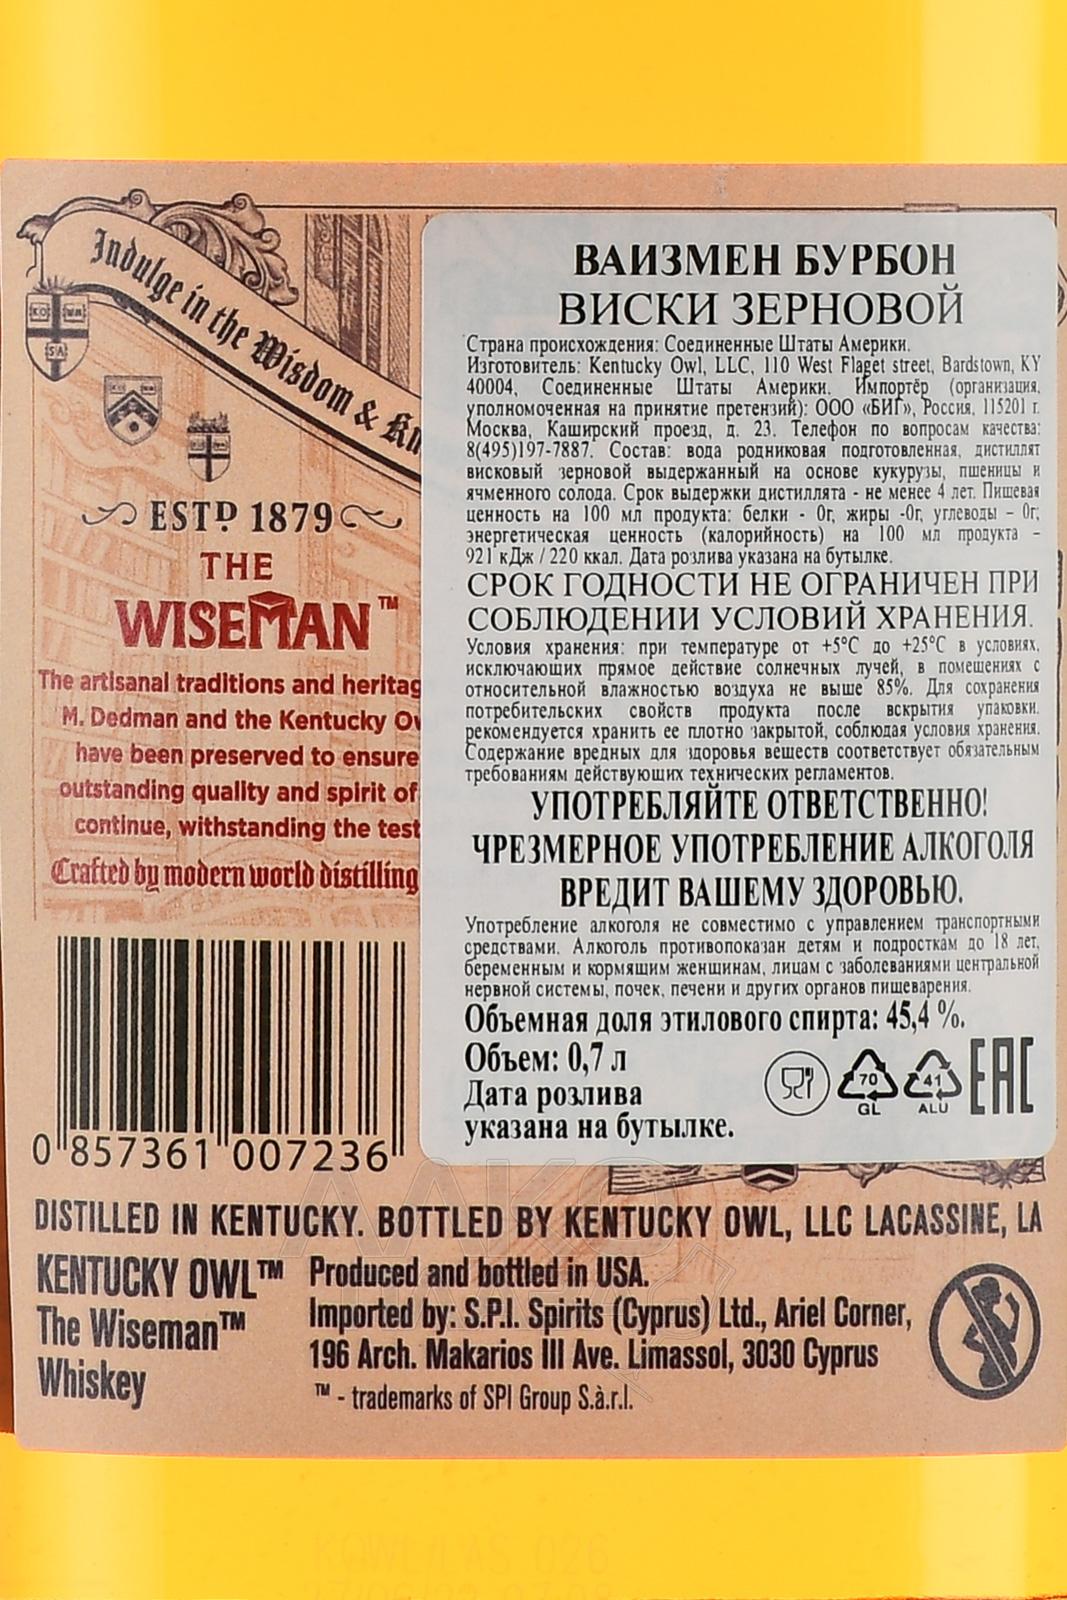 Indulge in the Wisdom &
ESTD 1879
THE
WISEMAN™
The artisanal traditions and
M. Dedman and the Kentucky
have been preserved to ensure
outstanding quality and spirit of
continue, withstanding the test
Crafted by modern world distilling
0 857361 007236
ВАИЗМЕН БУРБОН
ВИСКИ ЗЕРНОВОЙ
Страна происхождения: Соединенные Штаты Америки.
Изготовитель: Kentucky Owl, LLC, 110 West Flaget street, Bardstown, KY
40004, Соединенные Штаты Америки. Импортёр (организация,
уполномоченная на принятие претензий): ООО «БИГ», Россия, 115201 г.
Москва, Каширский проезд, д. 23. Телефон по вопросам качества:
8(495)197-7887. Состав: вода родниковая подготовленная, дистиллят
висковый зерновой выдержанный на основе кукурузы, пшеницы и
ячменного солода. Срок выдержки дистиллята - не менее 4 лет. Пищевая
ценность на 100 мл продукта: белки - 0г, жиры -0г, углеводы – 0г;
энергетическая ценность (калорийность) на 100 мл продукта –
921 кДж / 220 ккал. Дата розлива указана на бутылке.
СРОК ГОДНОСТИ НЕ ОГРАНИЧЕН ПРИ
СОБЛЮДЕНИИ УСЛОВИЙ ХРАНЕНИЯ.
Условия хранения: при температуре от +5°C до +25°C в условиях,
исключающих прямое действие солнечных лучей, в помещениях с
относительной влажностью воздуха не выше 85%. Для сохранения
потребительских свойств продукта после вскрытия упаковки,
рекомендуется хранить ее плотно закрытой, соблюдая условия хранения.
Содержание вредных для здоровья веществ соответствует обязательным
требованиям действующих технических регламентов.
УПОТРЕБЛЯЙТЕ ОТВЕТСТВЕННО!
ЧРЕЗМЕРНОЕ УПОТРЕБЛЕНИЕ АЛКОГОЛЯ
ВРЕДИТ ВАШЕМУ ЗДОРОВЬЮ.
Употребление алкоголя не совместимо с управлением транспортными
средствами. Алкоголь противопоказан детям и подросткам до 18 лет,
беременным и кормящим женщинам, лицам с заболеваниями центральной
нервной системы, почек, печени и других органов пищеварения.
Объемная доля этилового спирта: 45,4 %.
Объем: 0,7 л
Дата розлива
указана на бутылке.
70
GL
41
ALU
EAC
DISTILLED IN KENTUCKY. BOTTLED BY KENTUCKY OWL, LLC LACASSINE, LA
KENTUCKY OWL™
The Wiseman™
Whiskey
Produced and bottled in USA.
Imported by: S.P.I. Spirits (Cyprus) Ltd., Ariel Corner,
196 Arch. Makarios III Ave. Limassol, 3030 Cyprus
™ - trademarks of SPI Group S.à.r.l.
KOWL/LAS 026